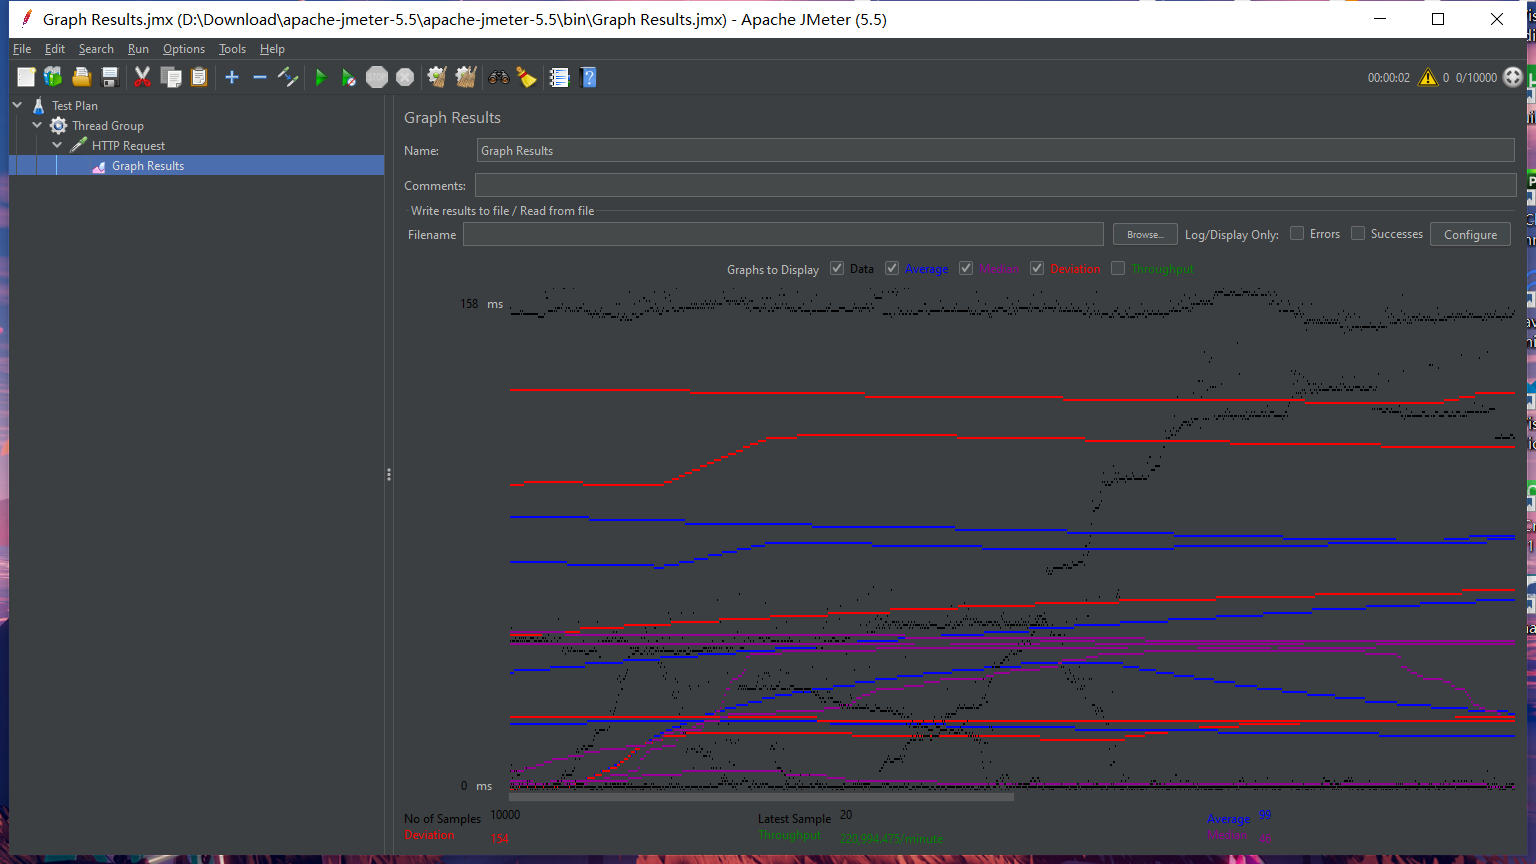 Graph Results.jmx (D:\Download\apache-jmeter-5.5\apache-jmeter-5.5\bin\Graph Results.jmx) - Apache JMeter (5.5)
File Edit Search Run Options Tools Help
STOP
00:00:02 0 0/10000
Test Plan
Thread Group
HTTP Request
Graph Results
Graph Results
Name: Graph Results
Comments:
Write results to file / Read from file
Filename Browse... Log/Display Only: Errors Successes Configure
Graphs to Display Data Average Median Deviation Throughput
158 ms
0 ms
No of Samples 10000 Latest Sample 20 Average 99
Deviation 154 Throughput 220,994.475/minute Median